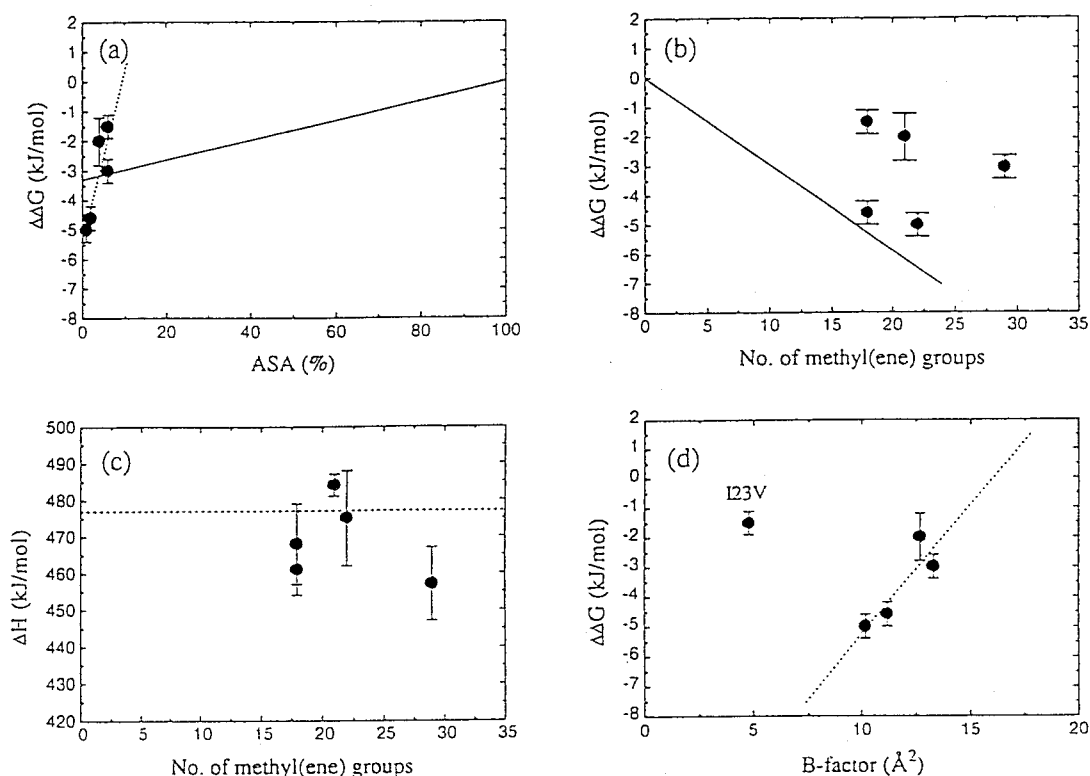 (a)
2
1
0
-1
-2
-3
-4
-5
-6
-7
-8
ΔΔG (kJ/mol)
0 20 40 60 80 100
ASA (%)
(b)
2
1
0
-1
-2
-3
-4
-5
-6
-7
-8
ΔΔG (kJ/mol)
0 5 10 15 20 25 30 35
No. of methyl(ene) groups
(c)
500
490
480
470
460
450
440
430
420
ΔH (kJ/mol)
0 5 10 15 20 25 30 35
No. of methyl(ene) groups
(d)
I23V
2
1
0
-1
-2
-3
-4
-5
-6
-7
-8
ΔΔG (kJ/mol)
0 5 10 15 20
B-factor (Å²)